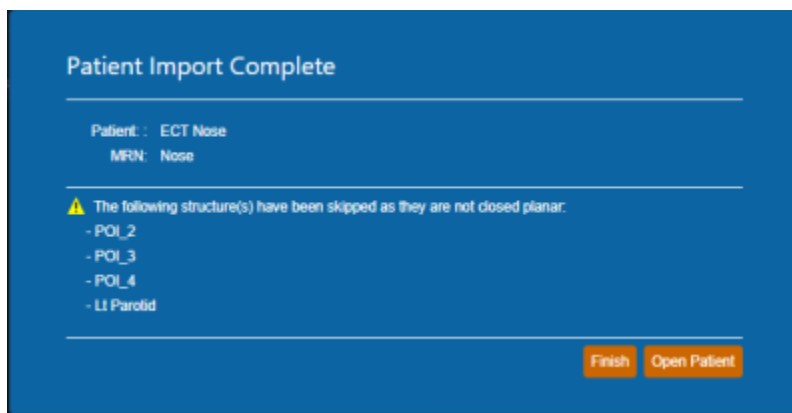 Patient Import Complete
Patient: : ECT Nose
MRN: Nose
The following structure(s) have been skipped as they are not closed planar:
- POI_2
- POI_3
- POI_4
- Lt Parotid
Finish Open Patient